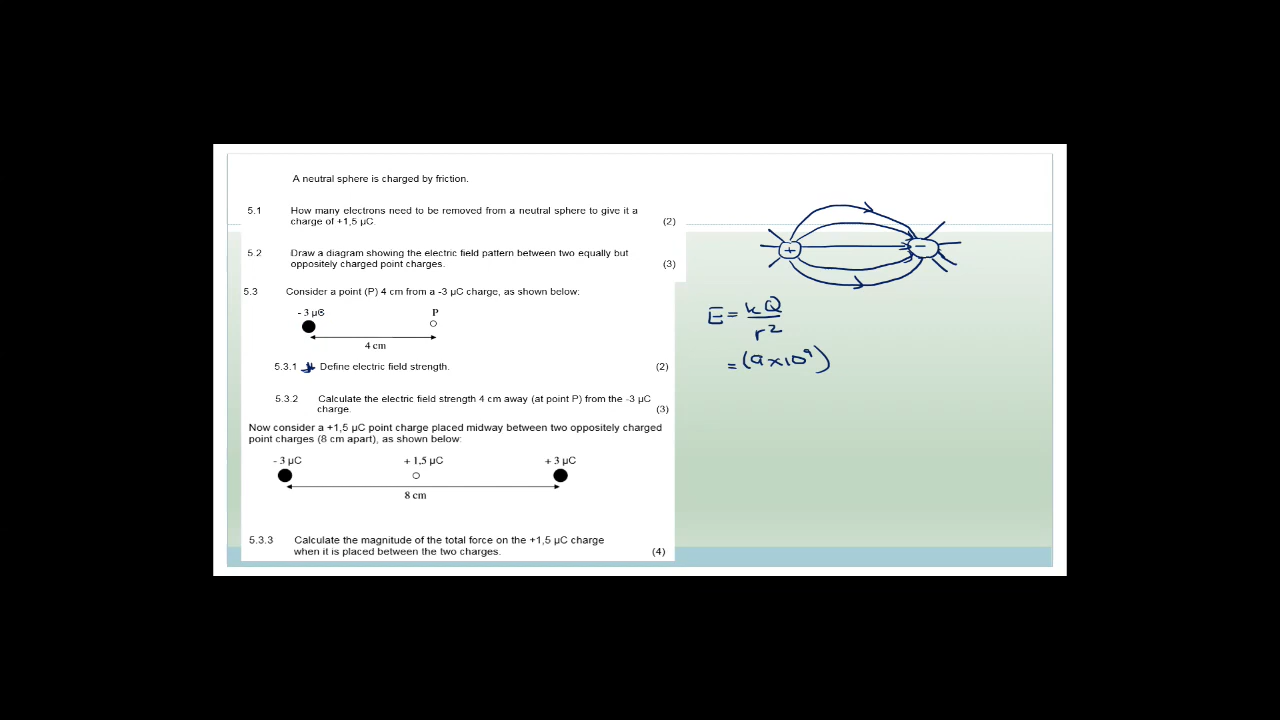 A neutral sphere is charged by friction.
5.1 How many electrons need to be removed from a neutral sphere to give it a
charge of +1,5 µC. (2)
5.2 Draw a diagram showing the electric field pattern between two equally but
oppositely charged point charges. (3)
5.3 Consider a point (P) 4 cm from a -3 µC charge, as shown below:
- 3 µC P
4 cm
5.3.1 Define electric field strength. (2)
5.3.2 Calculate the electric field strength 4 cm away (at point P) from the -3 µC
charge. (3)
Now consider a +1,5 µC point charge placed midway between two oppositely charged
point charges (8 cm apart), as shown below:
- 3 µC + 1,5 µC + 3 µC
8 cm
5.3.3 Calculate the magnitude of the total force on the +1,5 µC charge
when it is placed between the two charges. (4)
+ −
E = kQ
r²
= (9×10⁹)